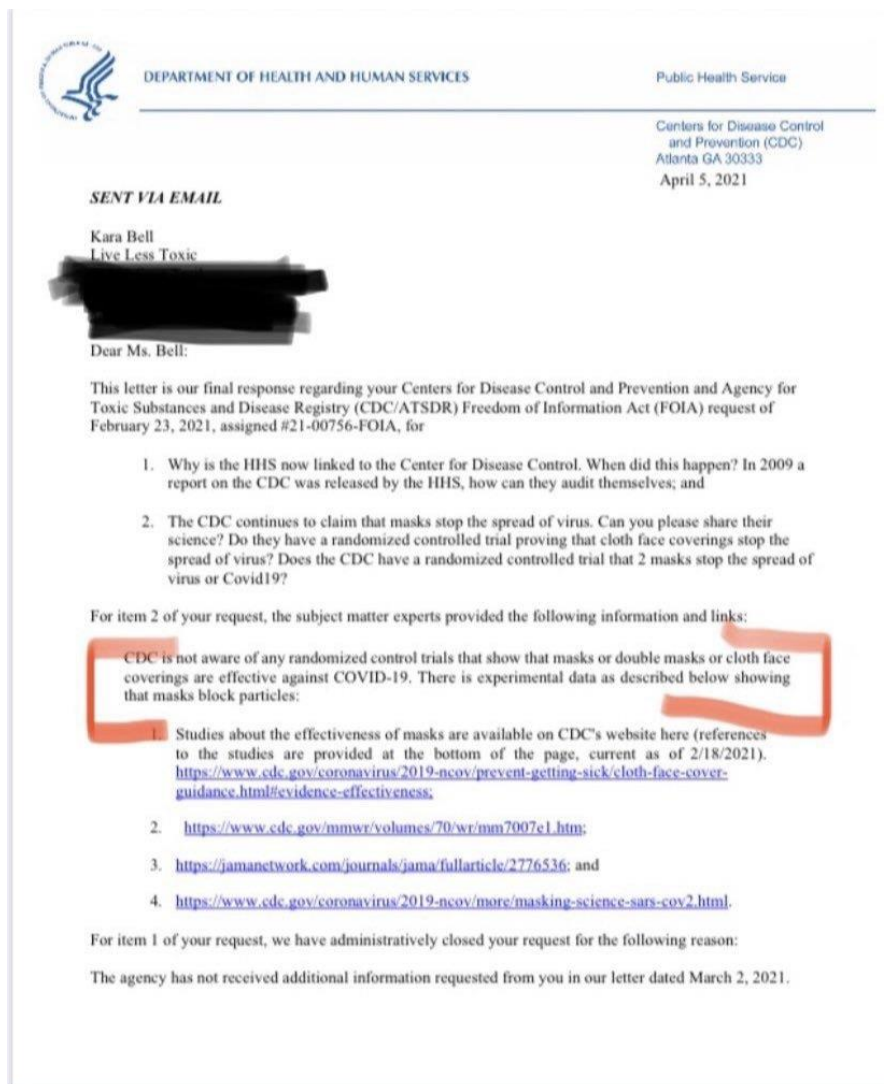 DEPARTMENT OF HEALTH AND HUMAN SERVICES
Public Health Service
Centers for Disease Control
and Prevention (CDC)
Atlanta GA 30333
April 5, 2021
SENT VIA EMAIL
Kara Bell
Live Less Toxic
Dear Ms. Bell:
This letter is our final response regarding your Centers for Disease Control and Prevention and Agency for
Toxic Substances and Disease Registry (CDC/ATSDR) Freedom of Information Act (FOIA) request of
February 23, 2021, assigned #21-00756-FOIA, for
1. Why is the HHS now linked to the Center for Disease Control. When did this happen? In 2009 a
report on the CDC was released by the HHS, how can they audit themselves; and
2. The CDC continues to claim that masks stop the spread of virus. Can you please share their
science? Do they have a randomized controlled trial proving that cloth face coverings stop the
spread of virus? Does the CDC have a randomized controlled trial that 2 masks stop the spread of
virus or Covid19?
For item 2 of your request, the subject matter experts provided the following information and links:
CDC is not aware of any randomized control trials that show that masks or double masks or cloth face
coverings are effective against COVID-19. There is experimental data as described below showing
that masks block particles:
1. Studies about the effectiveness of masks are available on CDC's website here (references
to the studies are provided at the bottom of the page, current as of 2/18/2021).
https://www.cdc.gov/coronavirus/2019-ncov/prevent-getting-sick/cloth-face-cover-
guidance.html#evidence-effectiveness;
2. https://www.cdc.gov/mmwr/volumes/70/wr/mm7007e1.htm;
3. https://jamanetwork.com/journals/jama/fullarticle/2776536; and
4. https://www.cdc.gov/coronavirus/2019-ncov/more/masking-science-sars-cov2.html.
For item 1 of your request, we have administratively closed your request for the following reason:
The agency has not received additional information requested from you in our letter dated March 2, 2021.